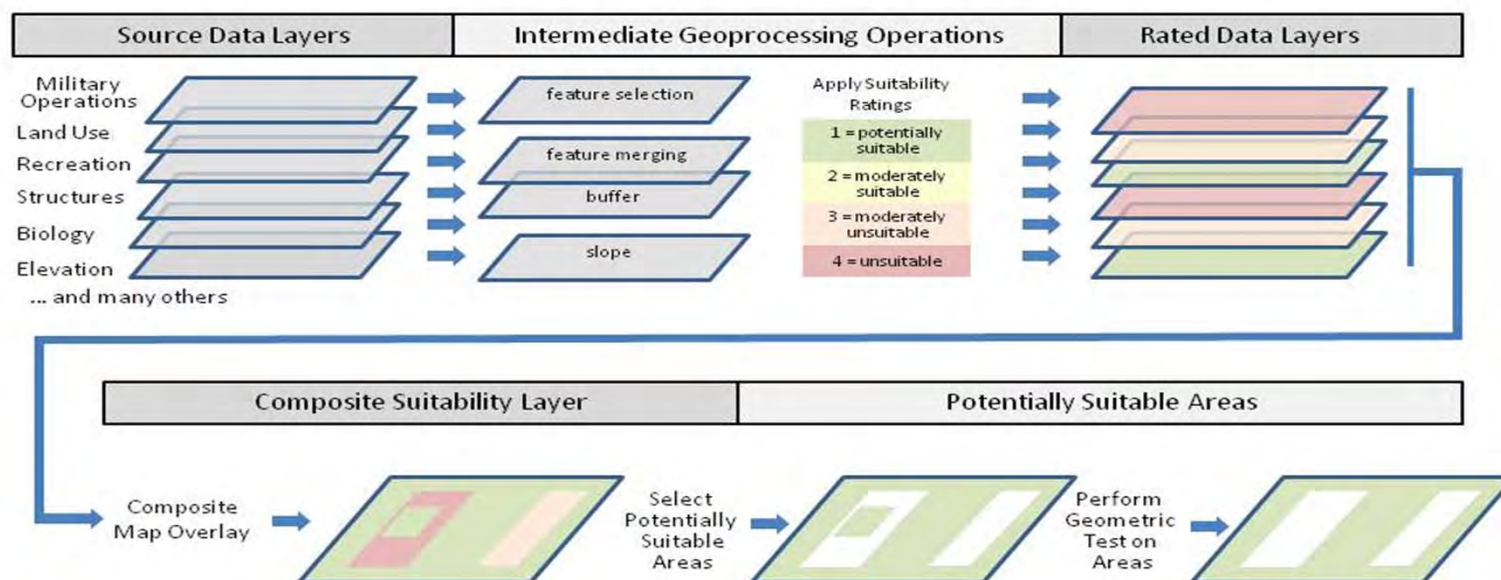 Source Data Layers
Intermediate Geoprocessing Operations
Rated Data Layers
Military
Operations
Land Use
Recreation
Structures
Biology
Elevation
... and many others
feature selection
feature merging
buffer
slope
Apply Suitability
Ratings
1 = potentially
suitable
2 = moderately
suitable
3 = moderately
unsuitable
4 = unsuitable
Composite Suitability Layer
Potentially Suitable Areas
Composite
Map Overlay
Select
Potentially
Suitable
Areas
Perform
Geometric
Test on
Areas